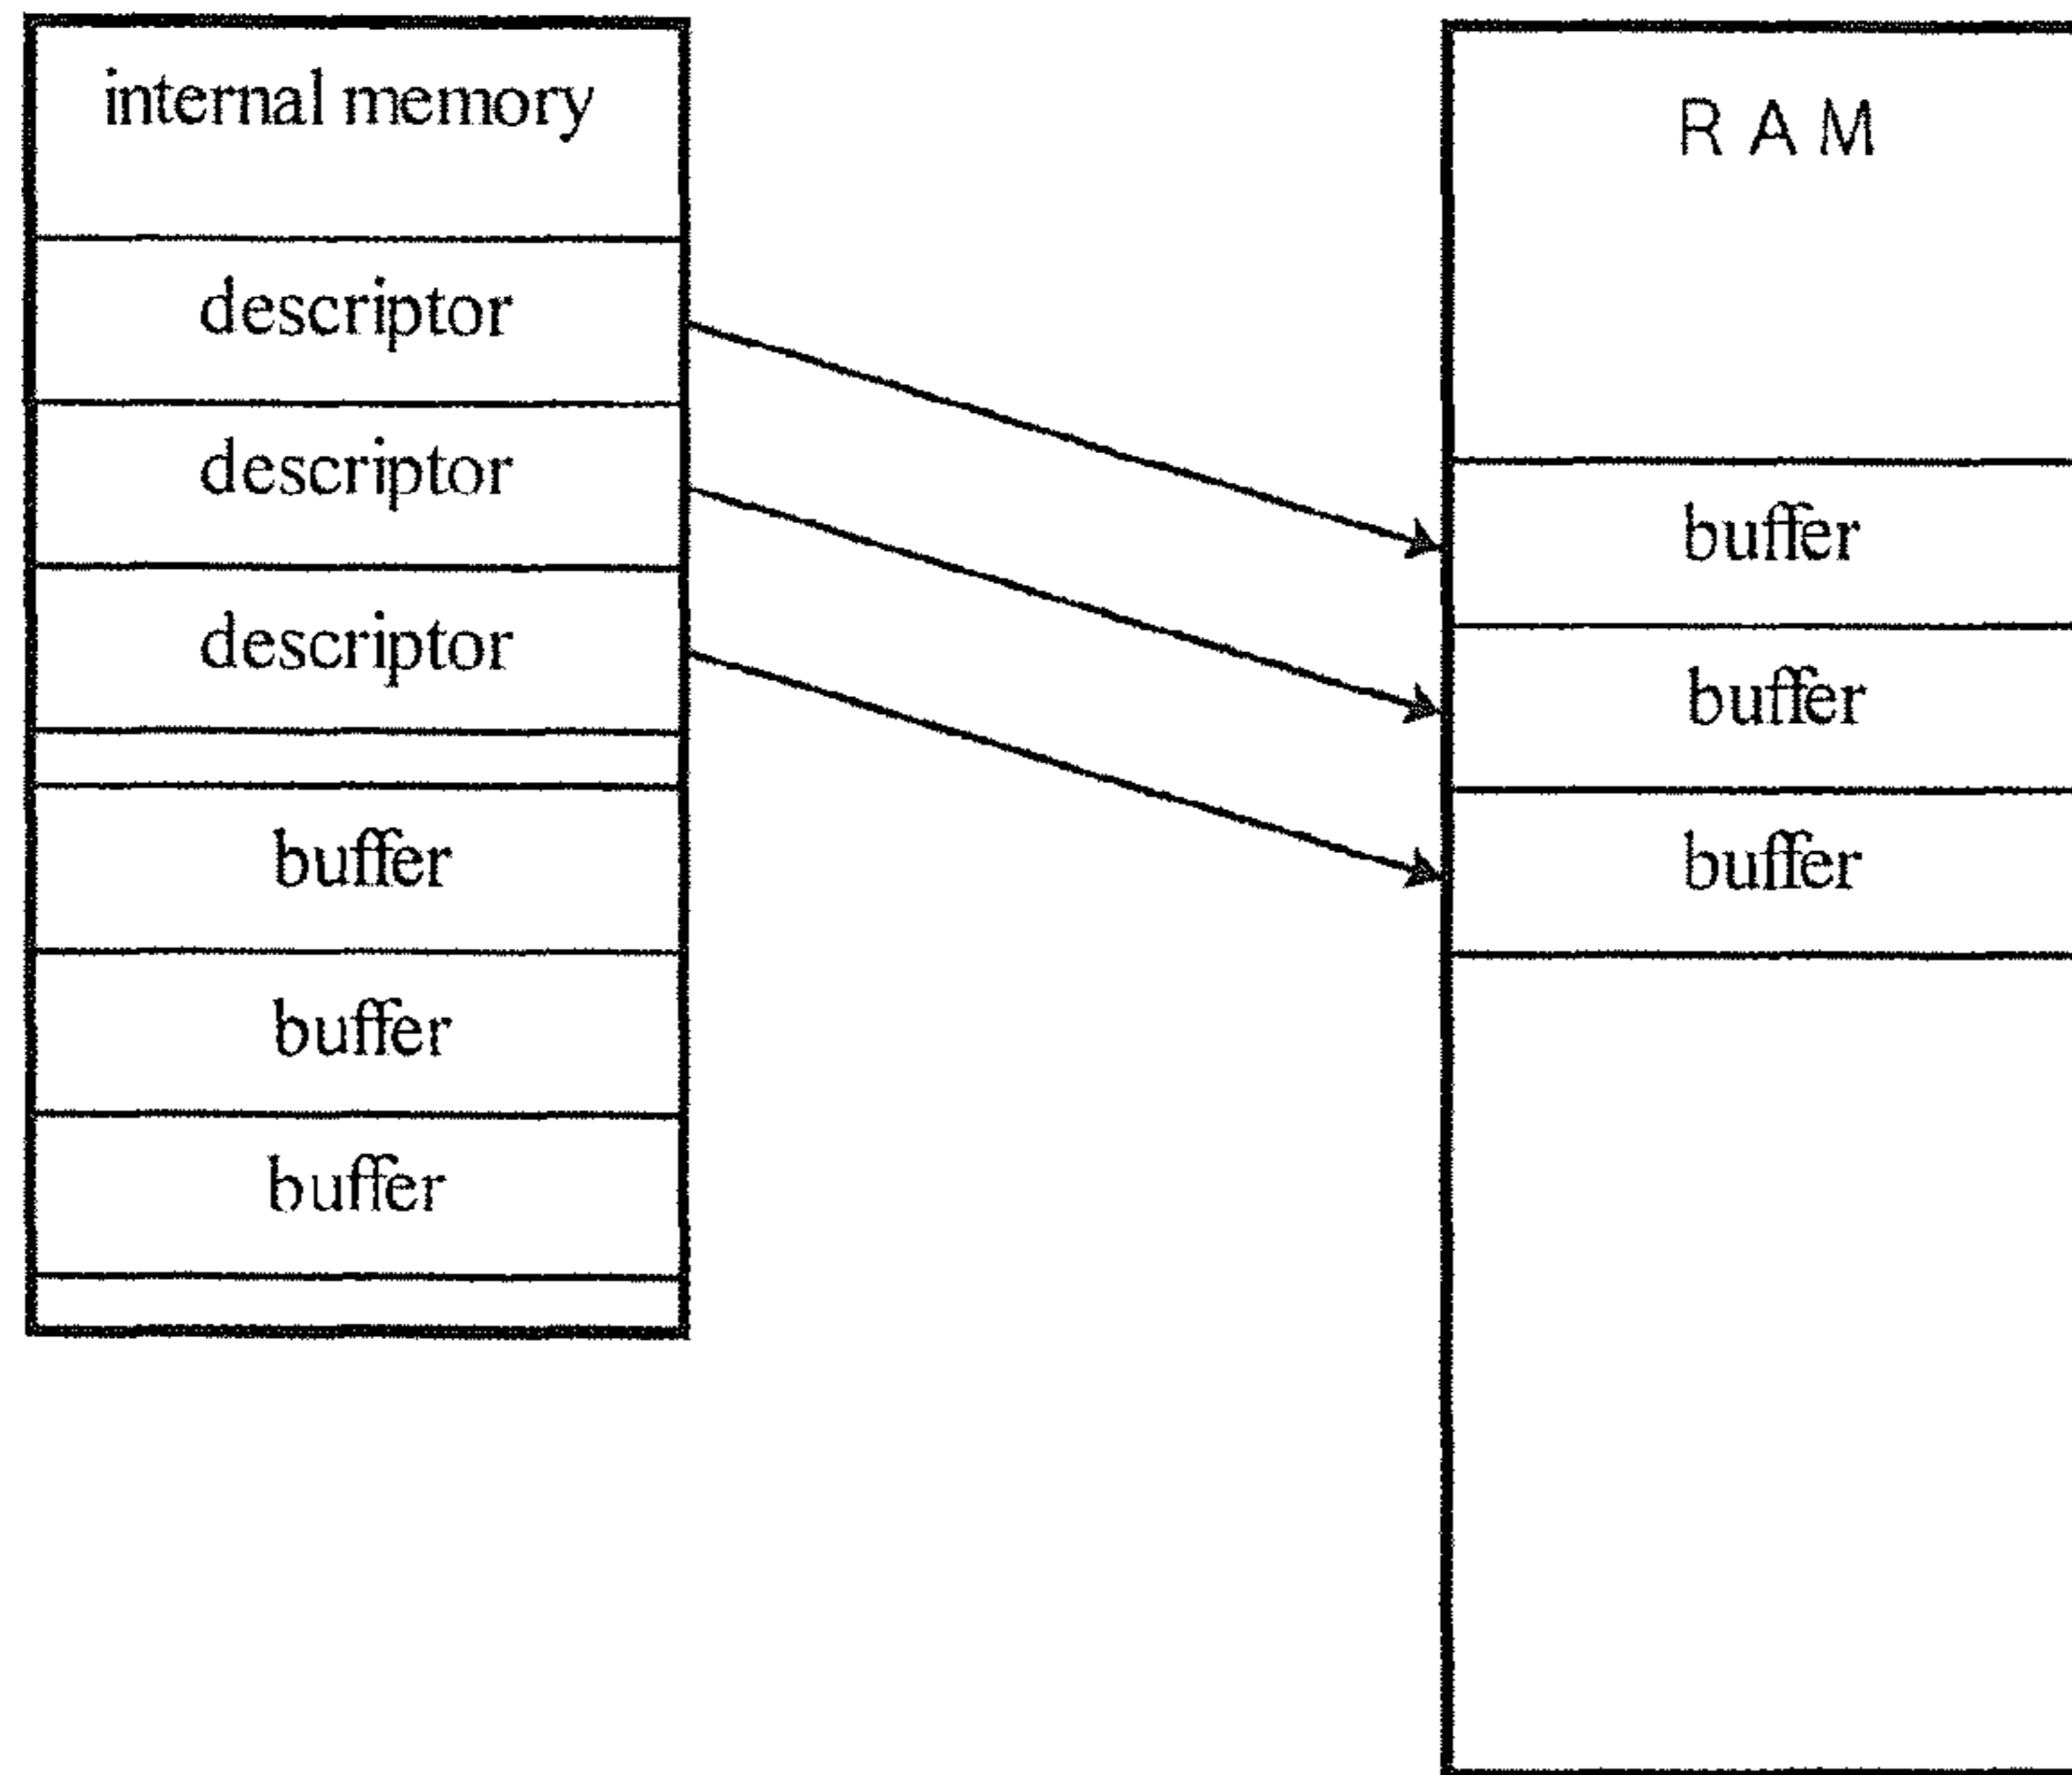 internal memory
descriptor
descriptor
descriptor
buffer
buffer
buffer
R A M
buffer
buffer
buffer